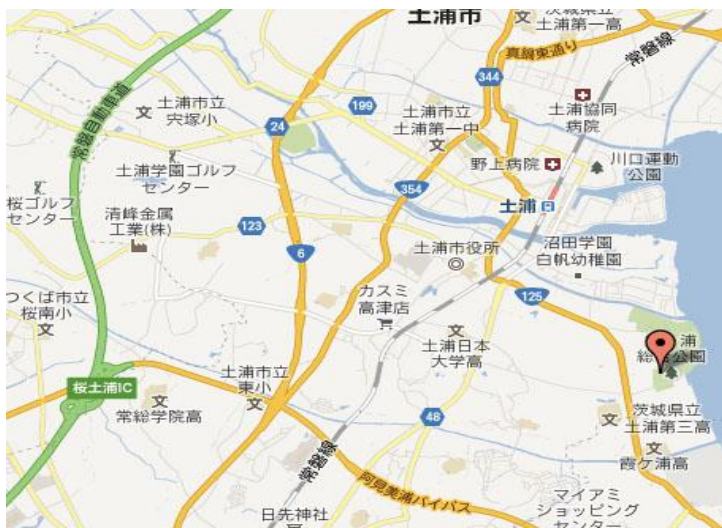 土浦市
茨城県立
土浦第一高
常磐線
真鍋東通り
344
土浦市立
宍塚小
199
土浦市立
土浦第一中
土浦協同
病院
常磐自動車道
24
土浦学園ゴルフ
センター
野上病院
川口運動
公園
桜ゴルフ
センター
354
土浦
清峰金属
工業(株)
123
6
土浦市役所
沼田学園
白帆幼稚園
つくば市立
桜南小
カスミ
高津店
125
土浦日本
大学高
浦
公園
桜土浦IC
土浦市立
東小
常総学院高
48
茨城県立
土浦第三高
常磐線
霞ケ浦高
阿見美浦バイパス
日先神社
マイアミ
ショッピング
センター